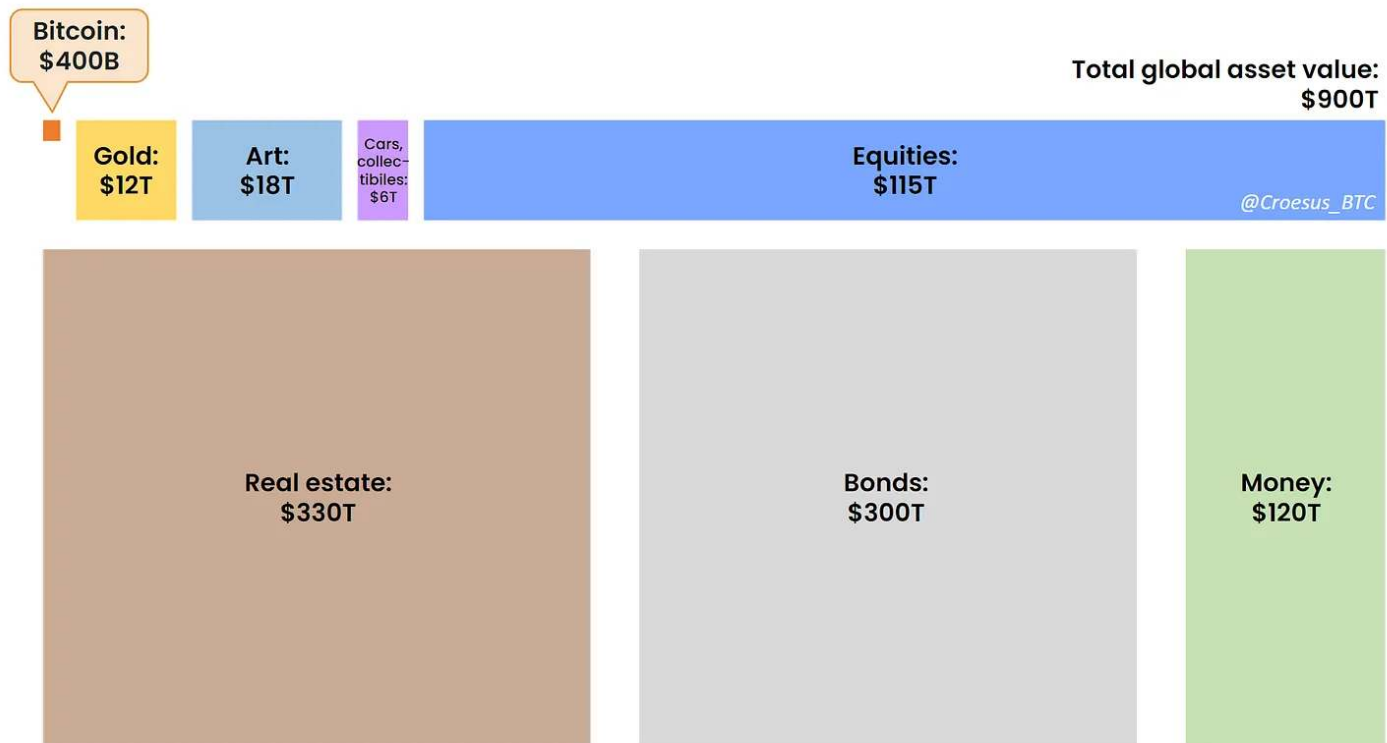 Bitcoin:
$400B
Total global asset value:
$900T
Gold:
$12T
Art:
$18T
Cars,
collec-
tibiles:
$6T
Equities:
$115T
@Croesus_BTC
Real estate:
$330T
Bonds:
$300T
Money:
$120T